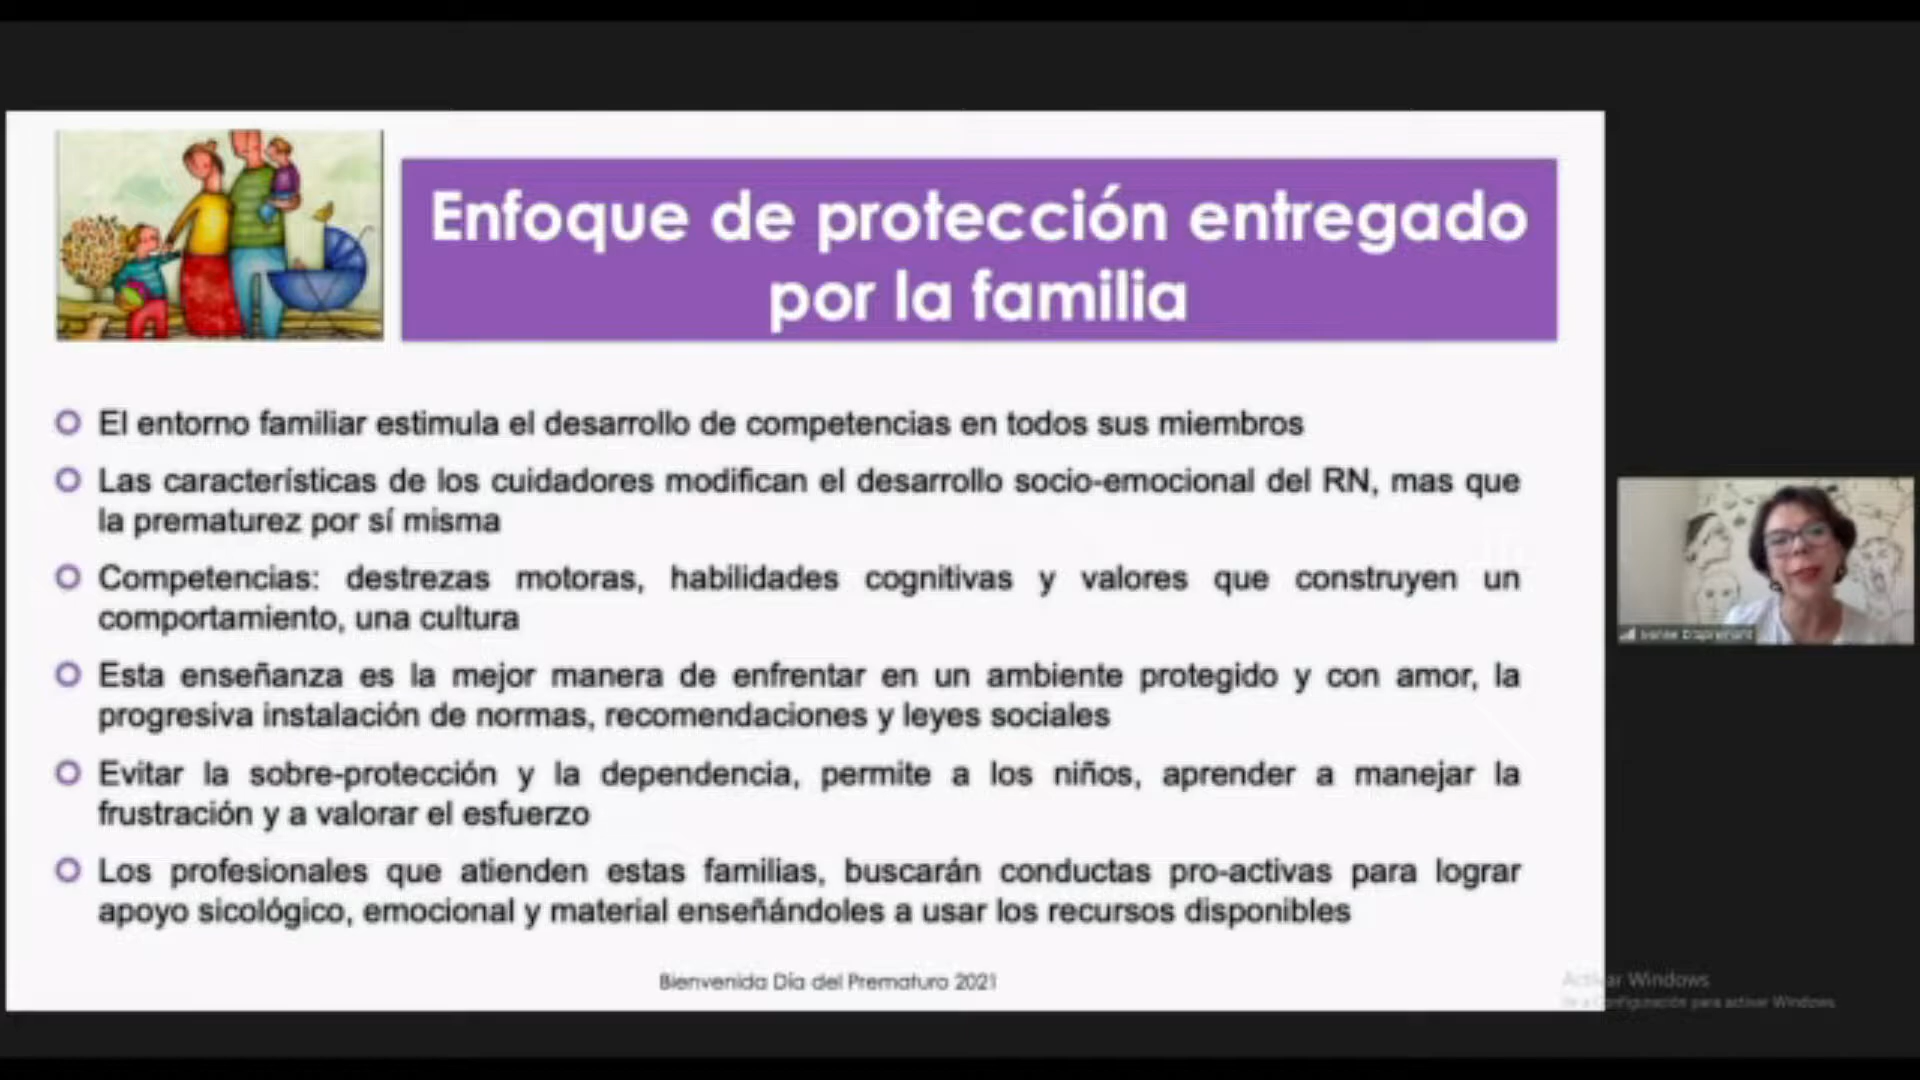 Enfoque de protección entregado
por la familia
El entorno familiar estimula el desarrollo de competencias en todos sus miembros
Las características de los cuidadores modifican el desarrollo socio-emocional del RN, mas que
la prematurez por sí misma
Competencias: destrezas motoras, habilidades cognitivas y valores que construyen un
comportamiento, una cultura
Esta enseñanza es la mejor manera de enfrentar en un ambiente protegido y con amor, la
progresiva instalación de normas, recomendaciones y leyes sociales
Evitar la sobre-protección y la dependencia, permite a los niños, aprender a manejar la
frustración y a valorar el esfuerzo
Los profesionales que atienden estas familias, buscarán conductas pro-activas para lograr
apoyo sicológico, emocional y material enseñándoles a usar los recursos disponibles
Bienvenida Día del Prematuro 2021
Activar Windows
Ve a Configuración para activar Windows.